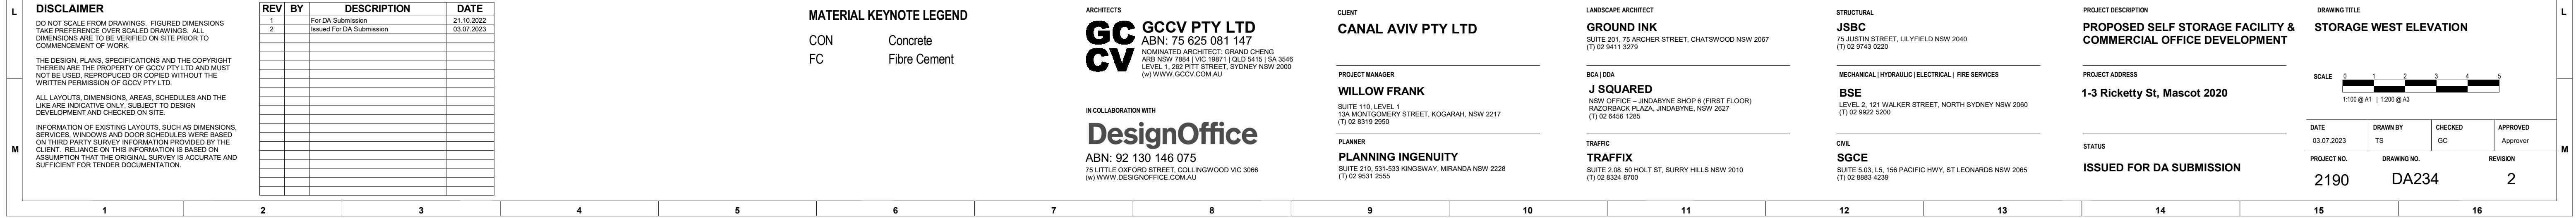 L
DISCLAIMER
DO NOT SCALE FROM DRAWINGS. FIGURED DIMENSIONS
TAKE PREFERENCE OVER SCALED DRAWINGS. ALL
DIMENSIONS ARE TO BE VERIFIED ON SITE PRIOR TO
COMMENCEMENT OF WORK.
THE DESIGN, PLANS, SPECIFICATIONS AND THE COPYRIGHT
THEREIN ARE THE PROPERTY OF GCCV PTY LTD AND MUST
NOT BE USED, REPROPUCED OR COPIED WITHOUT THE
WRITTEN PERMISSION OF GCCV PTY LTD.
ALL LAYOUTS, DIMENSIONS, AREAS, SCHEDULES AND THE
LIKE ARE INDICATIVE ONLY, SUBJECT TO DESIGN
DEVELOPMENT AND CHECKED ON SITE.
INFORMATION OF EXISTING LAYOUTS, SUCH AS DIMENSIONS,
SERVICES, WINDOWS AND DOOR SCHEDULES WERE BASED
ON THIRD PARTY SURVEY INFORMATION PROVIDED BY THE
CLIENT. RELIANCE ON THIS INFORMATION IS BASED ON
ASSUMPTION THAT THE ORIGINAL SURVEY IS ACCURATE AND
SUFFICIENT FOR TENDER DOCUMENTATION.
M
REV BY DESCRIPTION DATE
1 For DA Submission 21.10.2022
2 Issued For DA Submission 03.07.2023
MATERIAL KEYNOTE LEGEND
CON Concrete
FC Fibre Cement
ARCHITECTS
GC
CV
GCCV PTY LTD
ABN: 75 625 081 147
NOMINATED ARCHITECT: GRAND CHENG
ARB NSW 7884 | VIC 19871 | QLD 5415 | SA 3546
LEVEL 1, 262 PITT STREET, SYDNEY NSW 2000
(w) WWW.GCCV.COM.AU
IN COLLABORATION WITH
DesignOffice
ABN: 92 130 146 075
75 LITTLE OXFORD STREET, COLLINGWOOD VIC 3066
(w) WWW.DESIGNOFFICE.COM.AU
CLIENT
CANAL AVIV PTY LTD
PROJECT MANAGER
WILLOW FRANK
SUITE 110, LEVEL 1
13A MONTGOMERY STREET, KOGARAH, NSW 2217
(T) 02 8319 2950
PLANNER
PLANNING INGENUITY
SUITE 210, 531-533 KINGSWAY, MIRANDA NSW 2228
(T) 02 9531 2555
LANDSCAPE ARCHITECT
GROUND INK
SUITE 201, 75 ARCHER STREET, CHATSWOOD NSW 2067
(T) 02 9411 3279
BCA | DDA
J SQUARED
NSW OFFICE – JINDABYNE SHOP 6 (FIRST FLOOR)
RAZORBACK PLAZA, JINDABYNE, NSW 2627
(T) 02 6456 1285
TRAFFIC
TRAFFIX
SUITE 2.08. 50 HOLT ST, SURRY HILLS NSW 2010
(T) 02 8324 8700
STRUCTURAL
JSBC
75 JUSTIN STREET, LILYFIELD NSW 2040
(T) 02 9743 0220
MECHANICAL | HYDRAULIC | ELECTRICAL | FIRE SERVICES
BSE
LEVEL 2, 121 WALKER STREET, NORTH SYDNEY NSW 2060
(T) 02 9922 5200
CIVIL
SGCE
SUITE 5.03, L5, 156 PACIFIC HWY, ST LEONARDS NSW 2065
(T) 02 8883 4239
PROJECT DESCRIPTION
PROPOSED SELF STORAGE FACILITY &
COMMERCIAL OFFICE DEVELOPMENT
PROJECT ADDRESS
1-3 Ricketty St, Mascot 2020
STATUS
ISSUED FOR DA SUBMISSION
DRAWING TITLE
STORAGE WEST ELEVATION
SCALE 0 1 2 3 4 5
1:100 @ A1 | 1:200 @ A3
DATE DRAWN BY CHECKED APPROVED
03.07.2023 TS GC Approver
PROJECT NO. DRAWING NO. REVISION
2190 DA234 2
L
M
1 2 3 4 5 6 7 8 9 10 11 12 13 14 15 16